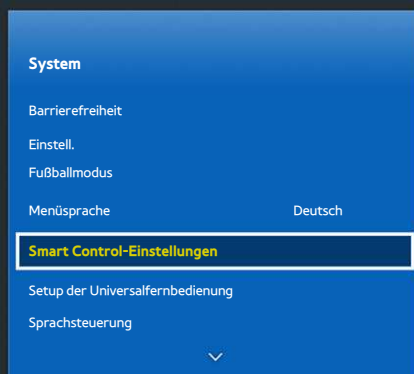 System
Barrierefreiheit
Einstell.
Fußballmodus
Menüsprache Deutsch
Smart Control-Einstellungen
Setup der Universalfernbedienung
Sprachsteuerung